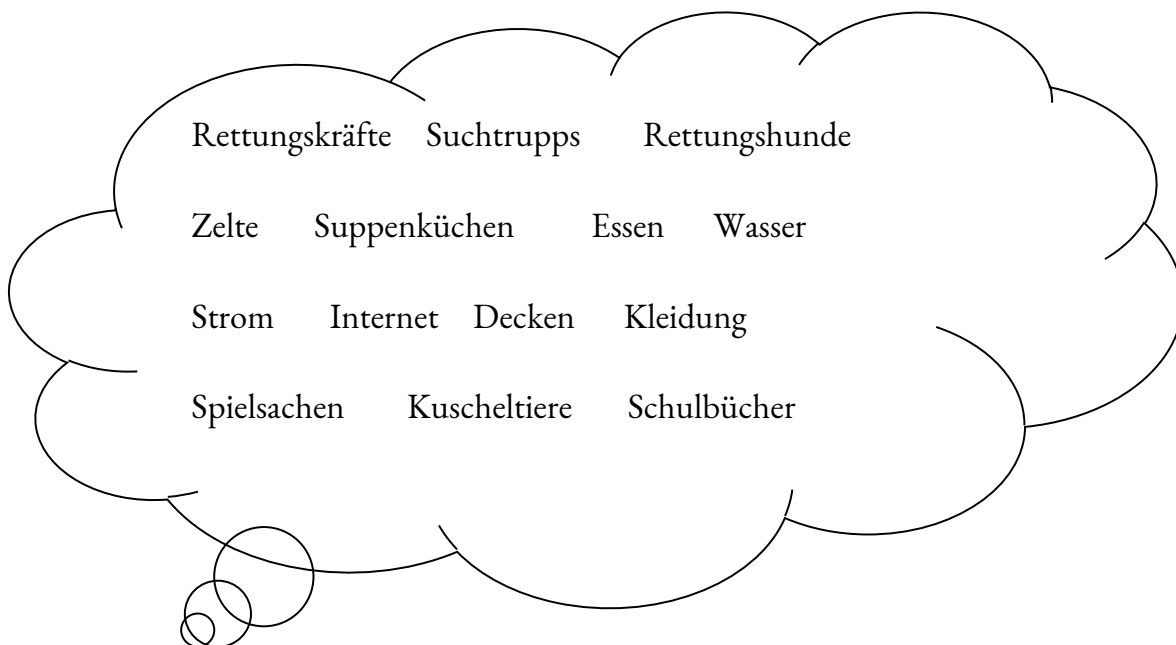 Rettungskräfte Suchtrupps Rettungshunde
Zelte Suppenküchen Essen Wasser
Strom Internet Decken Kleidung
Spielsachen Kuscheltiere Schulbücher